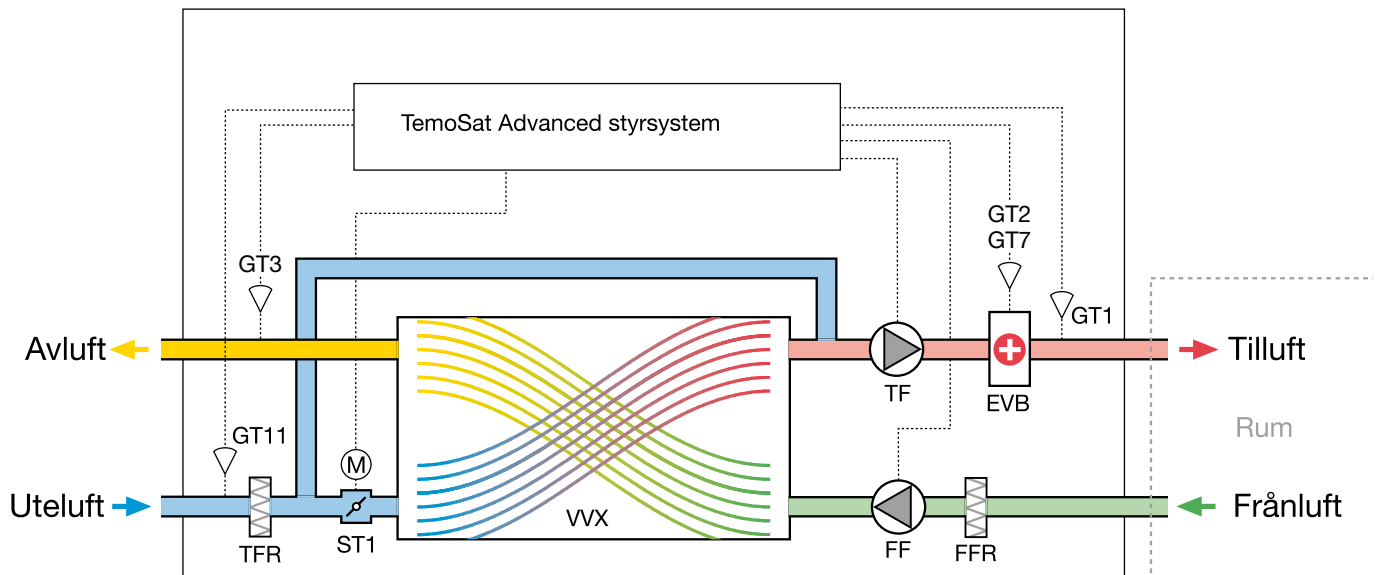 TemoSat Advanced styrsystem
GT2
GT7
GT3
GT1
Avluft
Tilluft
TF
EVB
Rum
GT11
M
Uteluft
VVX
Frånluft
TFR
ST1
FF
FFR